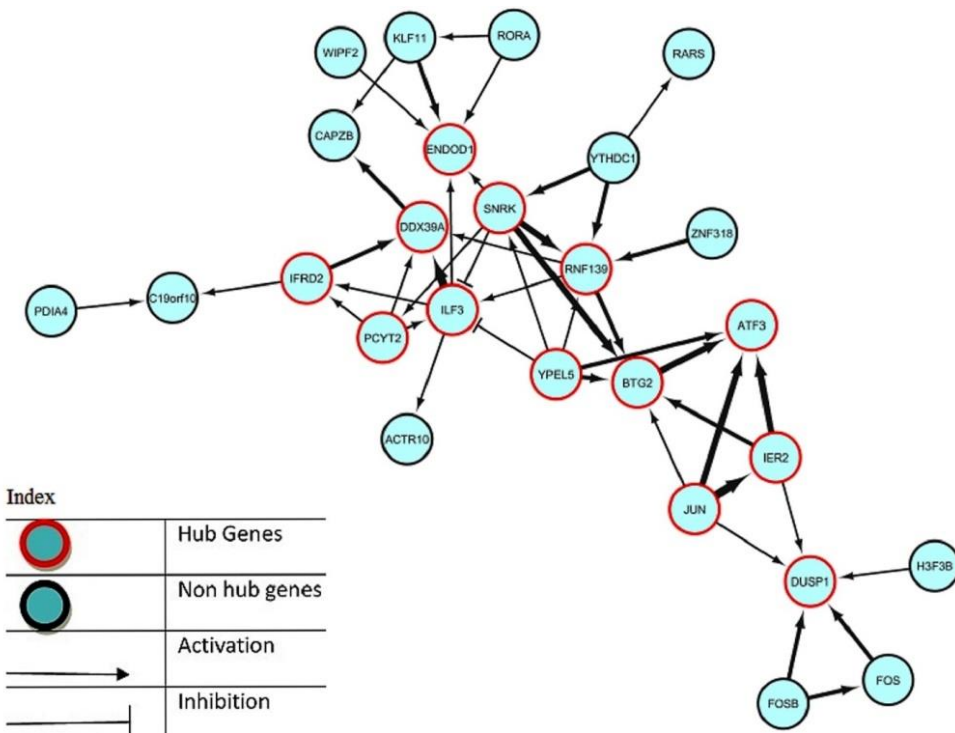 RORA
KLF11
WIPF2
RARS
CAPZB
ENDOD1
YTHDC1
SNRK
DDX39A
ZNF318
RNF139
IFRD2
PDIA4
C19orf10
ILF3
PCYT2
ATF3
YPEL5
BTG2
ACTR10
IER2
JUN
DUSP1
H3F3B
FOS
FOSB
Index
Hub Genes
Non hub genes
Activation
Inhibition